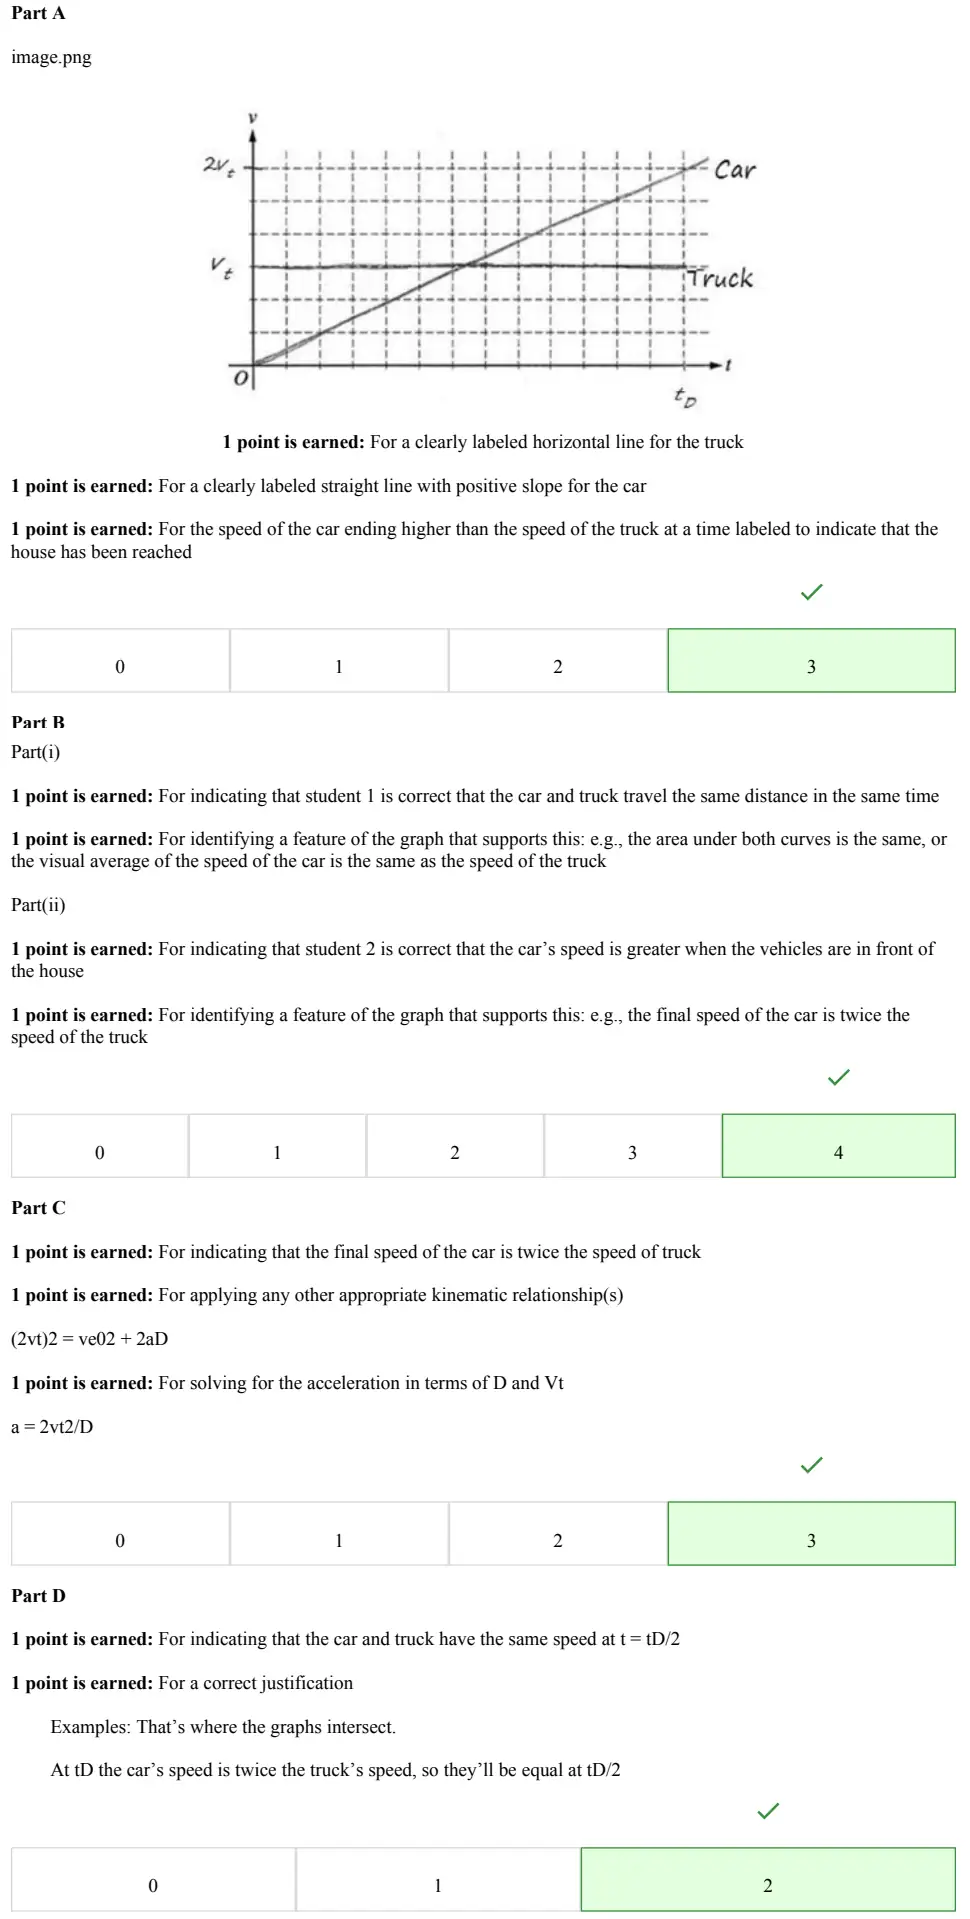 Part A
image.png
v
2Vt
Car
Vt
Truck
O
t
tD
1 point is earned: For a clearly labeled horizontal line for the truck
1 point is earned: For a clearly labeled straight line with positive slope for the car
1 point is earned: For the speed of the car ending higher than the speed of the truck at a time labeled to indicate that the
house has been reached
0 1 2 3
Part B
Part(i)
1 point is earned: For indicating that student 1 is correct that the car and truck travel the same distance in the same time
1 point is earned: For identifying a feature of the graph that supports this: e.g., the area under both curves is the same, or
the visual average of the speed of the car is the same as the speed of the truck
Part(ii)
1 point is earned: For indicating that student 2 is correct that the car’s speed is greater when the vehicles are in front of
the house
1 point is earned: For identifying a feature of the graph that supports this: e.g., the final speed of the car is twice the
speed of the truck
0 1 2 3 4
Part C
1 point is earned: For indicating that the final speed of the car is twice the speed of truck
1 point is earned: For applying any other appropriate kinematic relationship(s)
(2vt)2 = ve02 + 2aD
1 point is earned: For solving for the acceleration in terms of D and Vt
a = 2vt2/D
0 1 2 3
Part D
1 point is earned: For indicating that the car and truck have the same speed at t = tD/2
1 point is earned: For a correct justification
Examples: That’s where the graphs intersect.
At tD the car’s speed is twice the truck’s speed, so they’ll be equal at tD/2
0 1 2